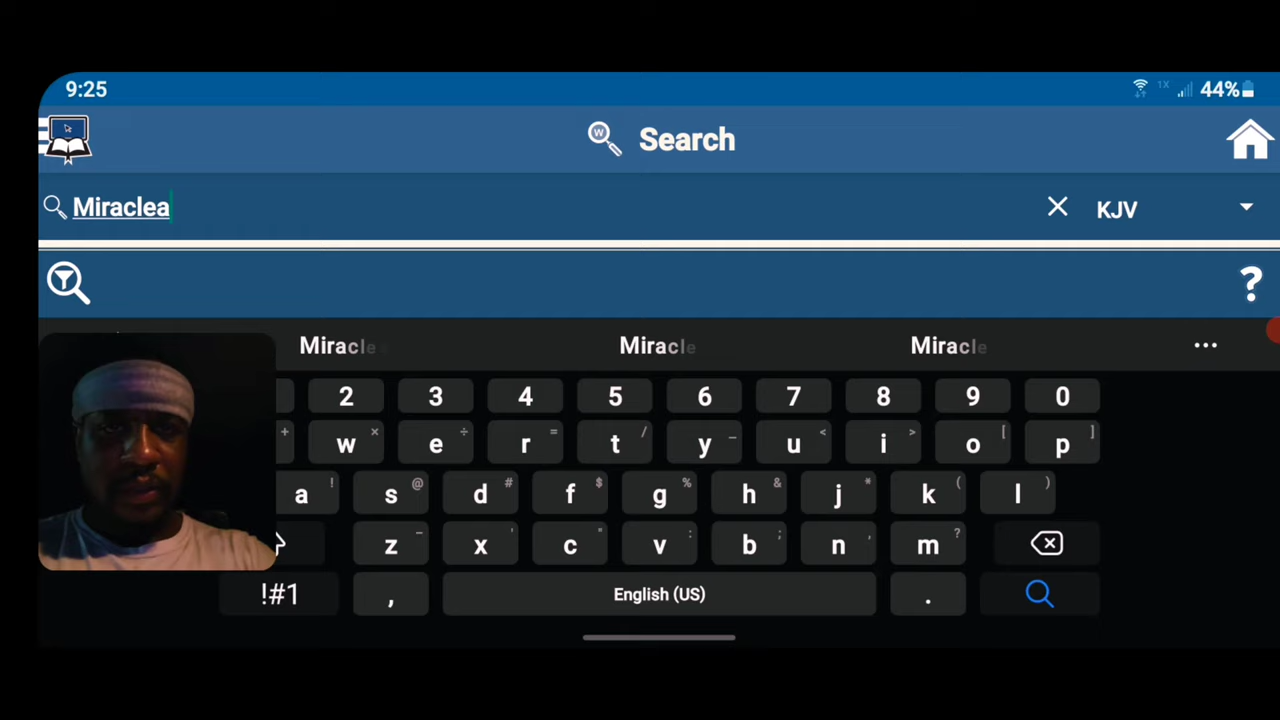 9:25
1X 44%
W Search
Miraclea
KJV
?
Miracle Miracle Miracle ...
2 3 4 5 6 7 8 9 0
+ w × e ÷ r = t / y _ u < i > o [ p ]
a ! s @ d # f $ g % h & j * k ( l )
z - x ' c " v : b ; n , m ?
!#1 , English (US) .